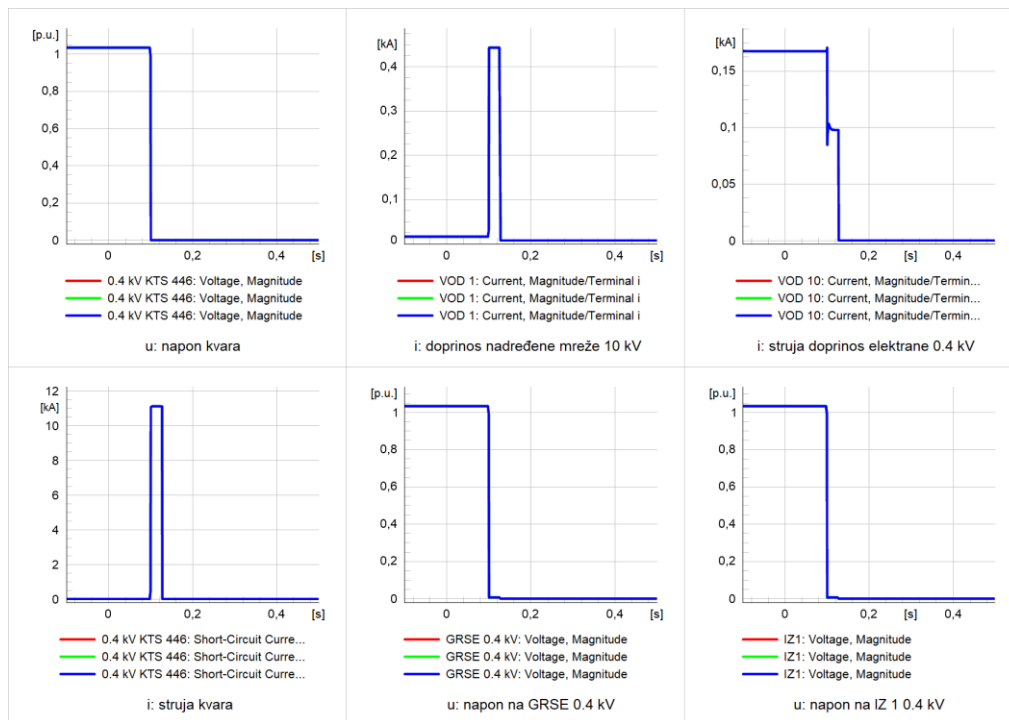 [p.u.]
1
0,8
0,6
0,4
0,2
0
0 0,2 0,4 [s]
0.4 kV KTS 446: Voltage, Magnitude
0.4 kV KTS 446: Voltage, Magnitude
0.4 kV KTS 446: Voltage, Magnitude
u: napon kvara
[kA]
0,4
0,3
0,2
0,1
0
0 0,2 [s] 0,4
VOD 1: Current, Magnitude/Terminal i
VOD 1: Current, Magnitude/Terminal i
VOD 1: Current, Magnitude/Terminal i
i: doprinos nadređene mreže 10 kV
[kA]
0,15
0,1
0,05
0
0 0,2 [s] 0,4
VOD 10: Current, Magnitude/Termin...
VOD 10: Current, Magnitude/Termin...
VOD 10: Current, Magnitude/Termin...
i: struja doprinos elektrane 0.4 kV
12
[kA]
10
8
6
4
2
0
0 0,2 0,4 [s]
0.4 kV KTS 446: Short-Circuit Curre...
0.4 kV KTS 446: Short-Circuit Curre...
0.4 kV KTS 446: Short-Circuit Curre...
i: struja kvara
[p.u.]
1
0,8
0,6
0,4
0,2
0
0 0,2 [s] 0,4
GRSE 0.4 kV: Voltage, Magnitude
GRSE 0.4 kV: Voltage, Magnitude
GRSE 0.4 kV: Voltage, Magnitude
u: napon na GRSE 0.4 kV
[p.u.]
1
0,8
0,6
0,4
0,2
0
0 0,2 [s] 0,4
IZ1: Voltage, Magnitude
IZ1: Voltage, Magnitude
IZ1: Voltage, Magnitude
u: napon na IZ 1 0.4 kV